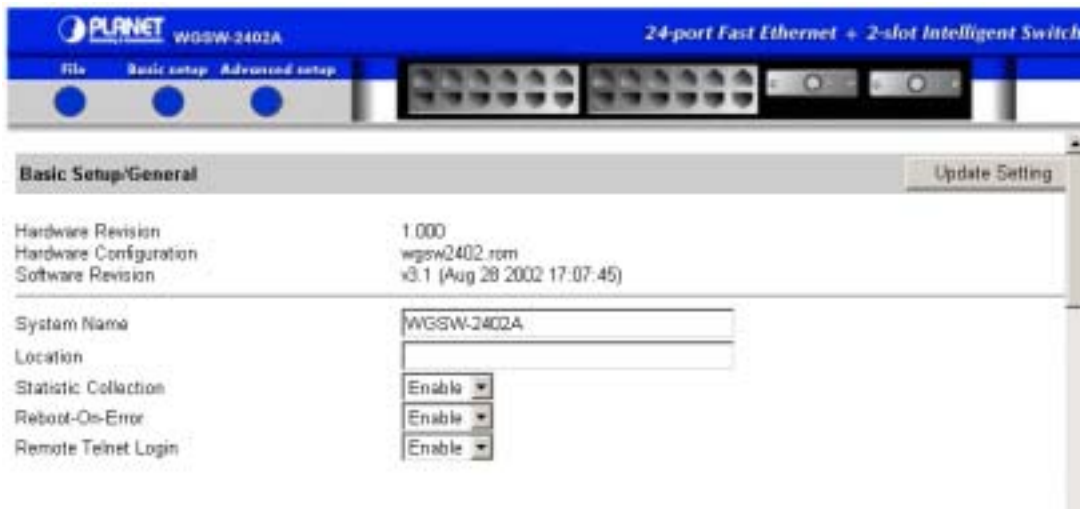 PLANET WGSW-2402A
24-port Fast Ethernet + 2-slot Intelligent Switch
File Basic setup Advanced setup
Basic Setup/General
Update Setting
Hardware Revision 1.000
Hardware Configuration wgsw2402.rom
Software Revision v3.1 (Aug 28 2002 17:07:45)
System Name WGSW-2402A
Location
Statistic Collection Enable
Reboot-On-Error Enable
Remote Telnet Login Enable